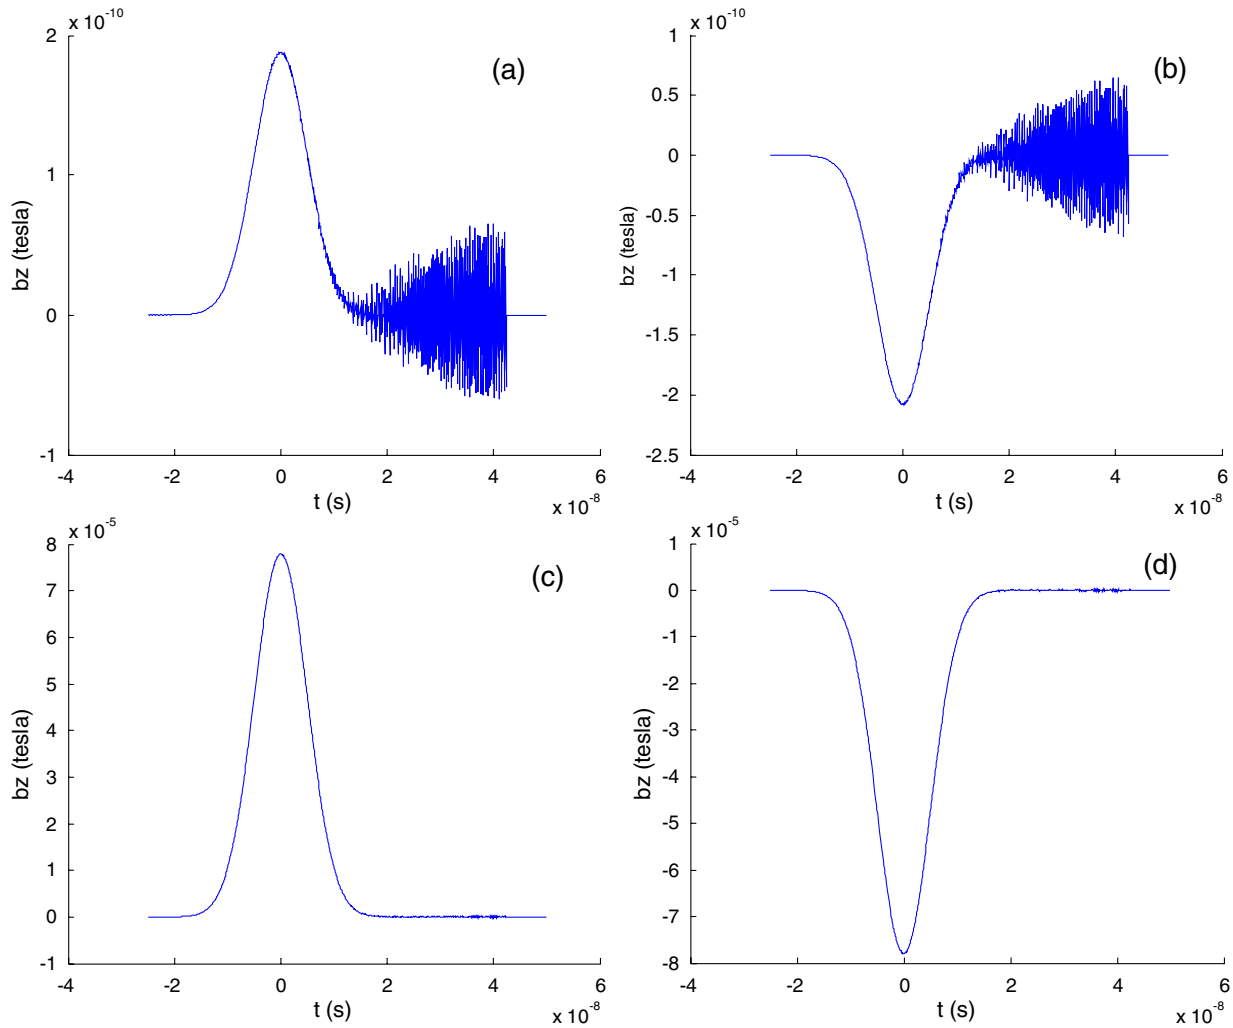 x 10^-10
2
1
0
-1
bz (tesla)
(a)
-4 -2 0 2 4 6
t (s)
x 10^-8
x 10^-10
1
0.5
0
-0.5
-1
-1.5
-2
-2.5
bz (tesla)
(b)
-4 -2 0 2 4 6
t (s)
x 10^-8
x 10^-5
8
7
6
5
4
3
2
1
0
-1
bz (tesla)
(c)
-4 -2 0 2 4 6
t (s)
x 10^-8
x 10^-5
1
0
-1
-2
-3
-4
-5
-6
-7
-8
bz (tesla)
(d)
-4 -2 0 2 4 6
t (s)
x 10^-8